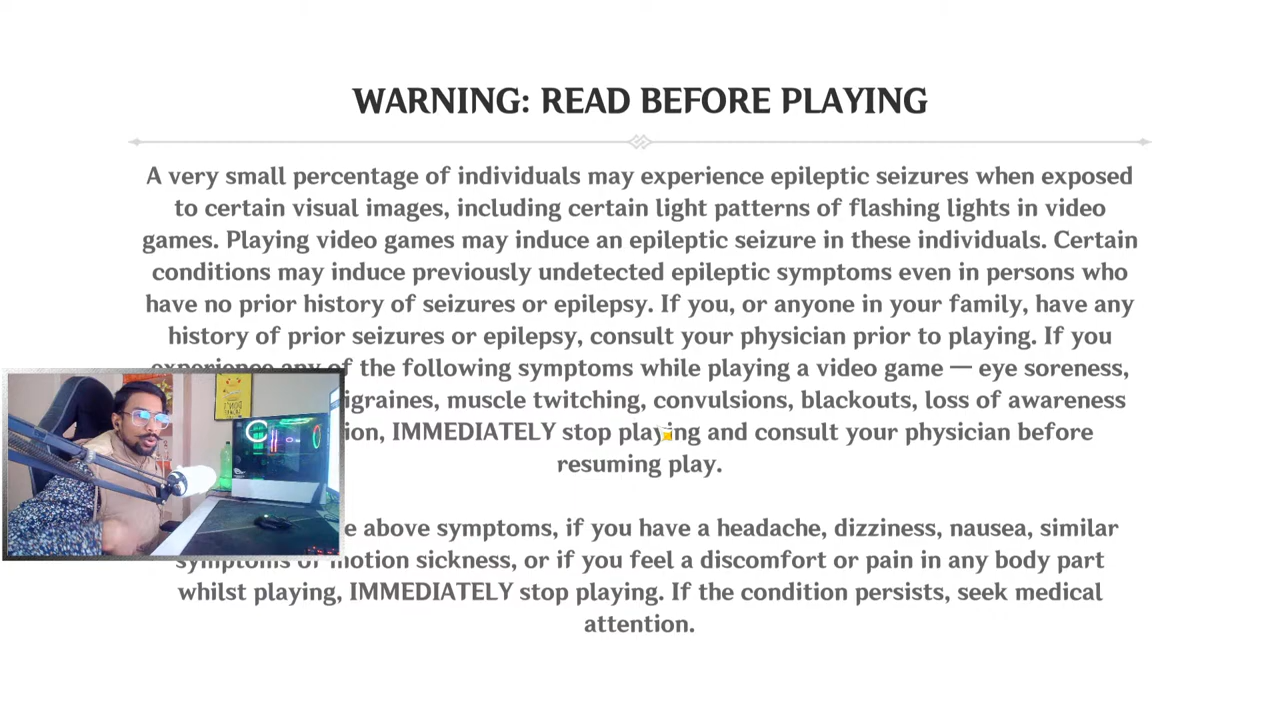 WARNING: READ BEFORE PLAYING
A very small percentage of individuals may experience epileptic seizures when exposed
to certain visual images, including certain light patterns of flashing lights in video
games. Playing video games may induce an epileptic seizure in these individuals. Certain
conditions may induce previously undetected epileptic symptoms even in persons who
have no prior history of seizures or epilepsy. If you, or anyone in your family, have any
history of prior seizures or epilepsy, consult your physician prior to playing. If you
experience any of the following symptoms while playing a video game — eye soreness,
igraines, muscle twitching, convulsions, blackouts, loss of awareness
ion, IMMEDIATELY stop playing and consult your physician before
resuming play.
e above symptoms, if you have a headache, dizziness, nausea, similar
symptoms of motion sickness, or if you feel a discomfort or pain in any body part
whilst playing, IMMEDIATELY stop playing. If the condition persists, seek medical
attention.